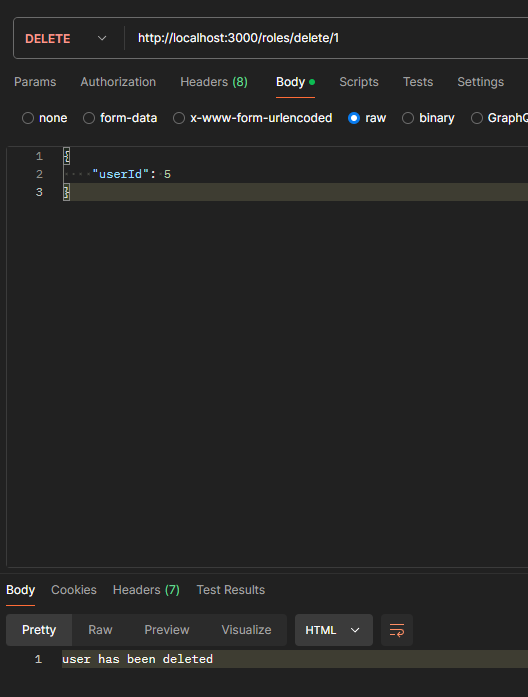 DELETE http://localhost:3000/roles/delete/1
Params Authorization Headers (8) Body Scripts Tests Settings
none form-data x-www-form-urlencoded raw binary GraphQ
1 {
2 "userId": 5
3 }
Body Cookies Headers (7) Test Results
Pretty Raw Preview Visualize HTML
1 user has been deleted